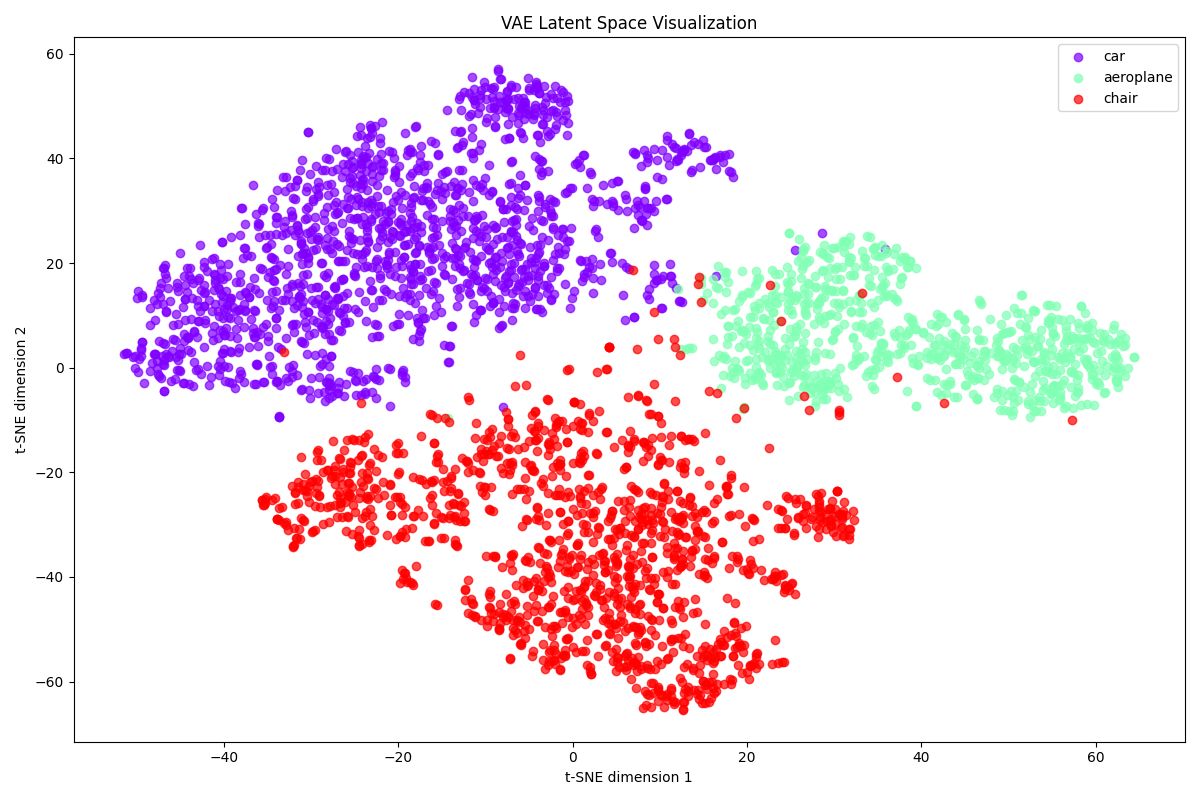 VAE Latent Space Visualization
car
aeroplane
chair
60
40
20
0
−20
−40
−60
t-SNE dimension 2
−40
−20
0
20
40
60
t-SNE dimension 1